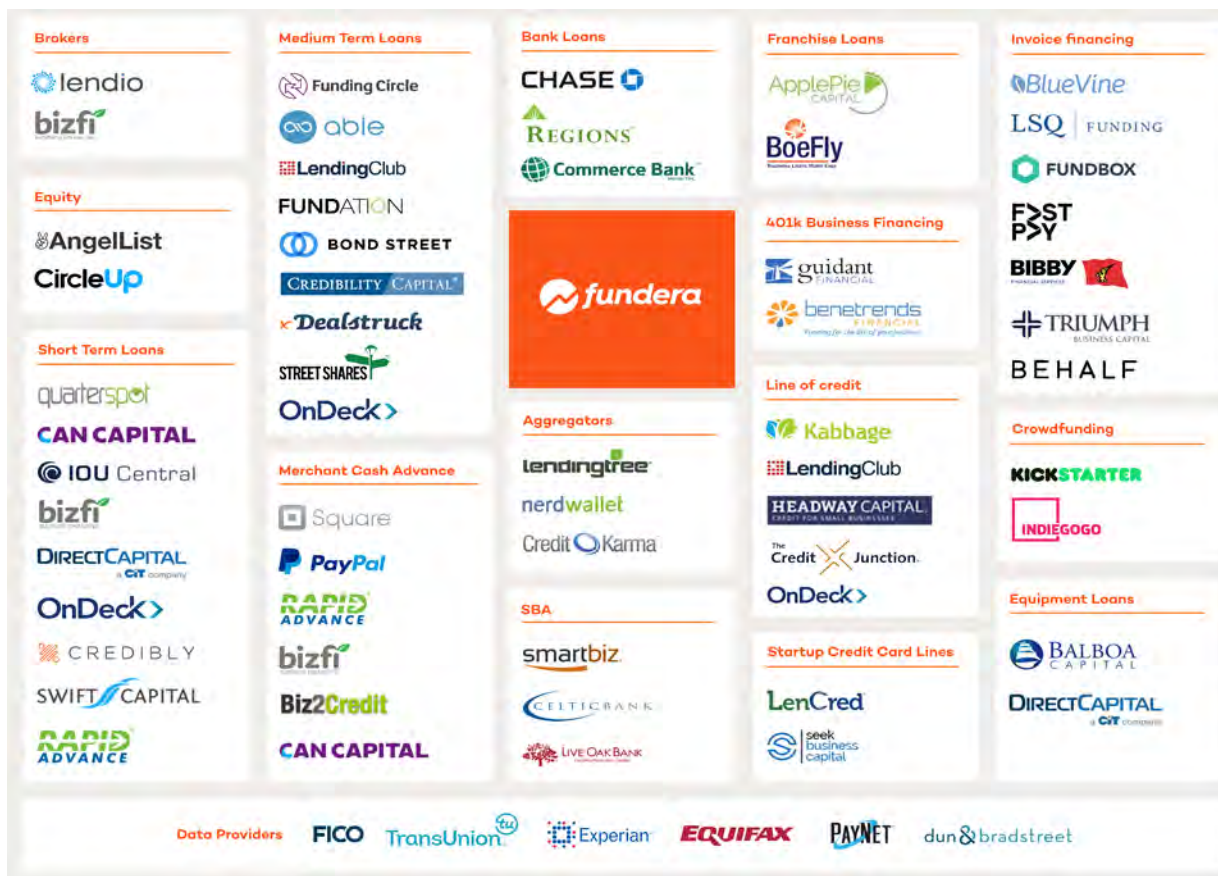 Brokers
lendio
bizfi
Equity
AngelList
CircleUp
Short Term Loans
quarterspot
CAN CAPITAL
IOU Central
bizfi
DIRECTCAPITAL
a CIT company
OnDeck>
CREDIBLY
SWIFT CAPITAL
RAPID
ADVANCE
Medium Term Loans
Funding Circle
able
LendingClub
FUNDATION
BOND STREET
CREDIBILITY CAPITAL
Dealstruck
STREET SHARES
OnDeck>
Merchant Cash Advance
Square
PayPal
RAPID
ADVANCE
bizfi
Biz2Credit
CAN CAPITAL
Bank Loans
CHASE
REGIONS
Commerce Bank
fundera
Aggregators
lendingtree
nerdwallet
Credit Karma
SBA
smartbiz
CELTICBANK
LIVE OAK BANK
Franchise Loans
ApplePie
CAPITAL
BoeFly
401k Business Financing
guidant
FINANCIAL
benetrends
FINANCIAL
Line of credit
Kabbage
LendingClub
HEADWAY CAPITAL
CREDIT FOR SMALL BUSINESSES
The
Credit Junction
OnDeck>
Startup Credit Card Lines
LenCred
seek
business
capital
Invoice financing
BlueVine
LSQ FUNDING
FUNDBOX
F>ST
P>Y
BIBBY
FINANCIAL SERVICES
TRIUMPH
BUSINESS CAPITAL
BEHALF
Crowdfunding
KICKSTARTER
INDIEGOGO
Equipment Loans
BALBOA
CAPITAL
DIRECTCAPITAL
a CIT company
Data Providers FICO TransUnion tu Experian EQUIFAX PAYNET dun & bradstreet